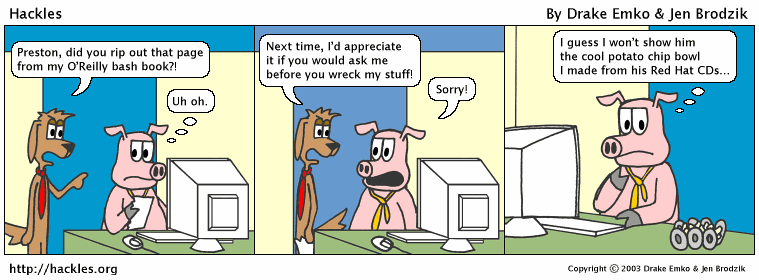 Hackles
By Drake Emko & Jen Brodzik
Preston, did you rip out that page
from my O'Reilly bash book?!
Uh oh.
Next time, I'd appreciate
it if you would ask me
before you wreck my stuff!
Sorry!
I guess I won't show him
the cool potato chip bowl
I made from his Red Hat CDs...
http://hackles.org
Copyright © 2003 Drake Emko & Jen Brodzik